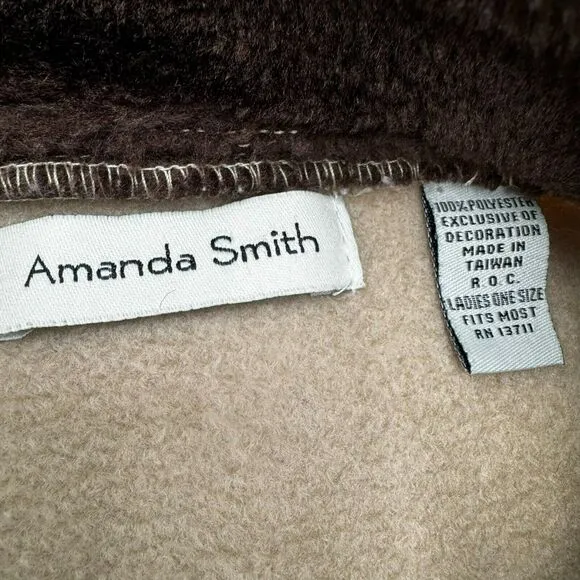 Amanda Smith
100% POLYESTER
EXCLUSIVE OF
DECORATION
MADE IN
TAIWAN
R. O. C.
LADIES ONE SIZE
FITS MOST
RN 13711